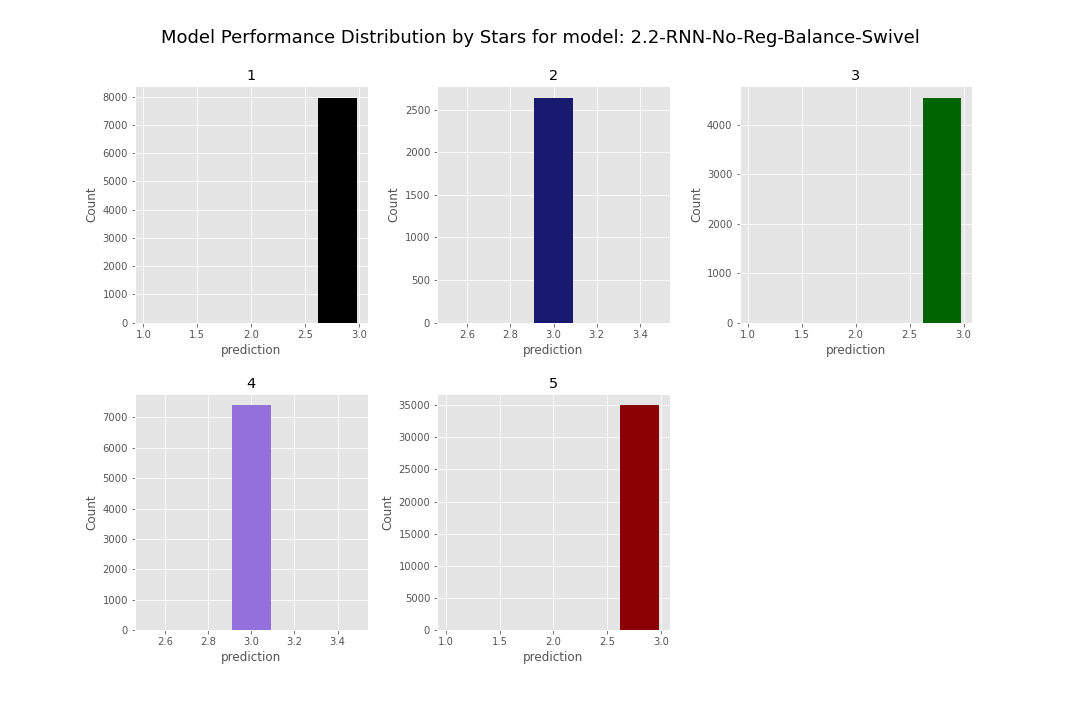 Model Performance Distribution by Stars for model: 2.2-RNN-No-Reg-Balance-Swivel
1
8000
7000
6000
5000
4000
3000
2000
1000
0
Count
1.0 1.5 2.0 2.5 3.0
prediction
2
2500
2000
1500
1000
500
0
Count
2.6 2.8 3.0 3.2 3.4
prediction
3
4000
3000
2000
1000
0
Count
1.0 1.5 2.0 2.5 3.0
prediction
4
7000
6000
5000
4000
3000
2000
1000
0
Count
2.6 2.8 3.0 3.2 3.4
prediction
5
35000
30000
25000
20000
15000
10000
5000
0
Count
1.0 1.5 2.0 2.5 3.0
prediction